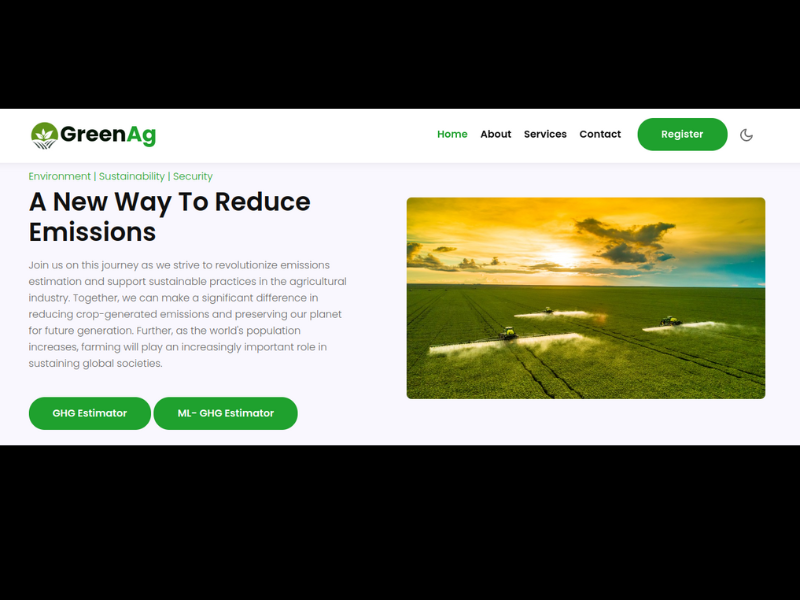 GreenAg
Home About Services Contact Register
Environment | Sustainability | Security
A New Way To Reduce
Emissions
Join us on this journey as we strive to revolutionize emissions
estimation and support sustainable practices in the agricultural
industry. Together, we can make a significant difference in
reducing crop-generated emissions and preserving our planet
for future generation. Further, as the world's population
increases, farming will play an increasingly important role in
sustaining global societies.
GHG Estimator ML- GHG Estimator